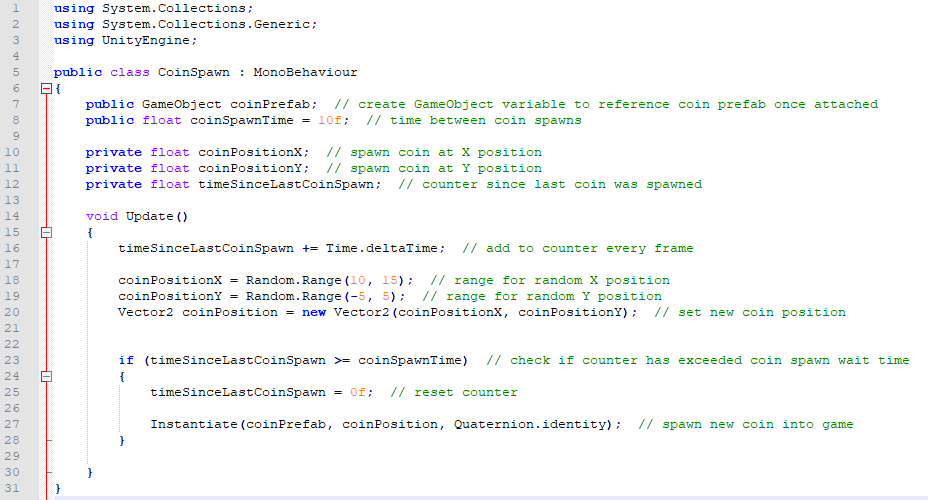 1 using System.Collections;
2 using System.Collections.Generic;
3 using UnityEngine;
4
5 public class CoinSpawn : MonoBehaviour
6 {
7     public GameObject coinPrefab;  // create GameObject variable to reference coin prefab once attached
8     public float coinSpawnTime = 10f;  // time between coin spawns
9
10     private float coinPositionX;  // spawn coin at X position
11     private float coinPositionY;  // spawn coin at Y position
12     private float timeSinceLastCoinSpawn;  // counter since last coin was spawned
13
14     void Update()
15     {
16         timeSinceLastCoinSpawn += Time.deltaTime;  // add to counter every frame
17
18         coinPositionX = Random.Range(10, 15);  // range for random X position
19         coinPositionY = Random.Range(-5, 5);  // range for random Y position
20         Vector2 coinPosition = new Vector2(coinPositionX, coinPositionY);  // set new coin position
21
22
23         if (timeSinceLastCoinSpawn >= coinSpawnTime)  // check if counter has exceeded coin spawn wait time
24         {
25             timeSinceLastCoinSpawn = 0f;  // reset counter
26
27             Instantiate(coinPrefab, coinPosition, Quaternion.identity);  // spawn new coin into game
28         }
29
30     }
31 }